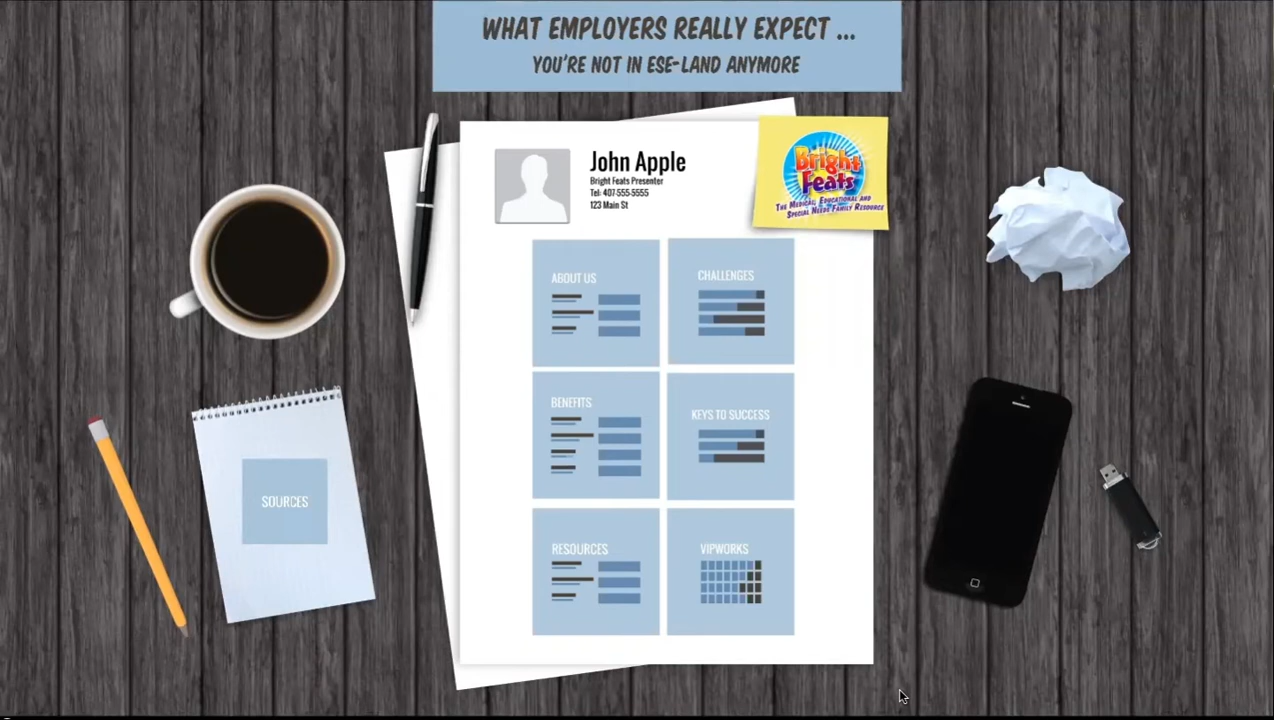 WHAT EMPLOYERS REALLY EXPECT ...
YOU'RE NOT IN ESE-LAND ANYMORE
John Apple
Bright Feats Presenter
Tel: 407-555-5555
123 Main St
Bright
Feats
THE MEDICAL, EDUCATIONAL AND
SPECIAL NEEDS FAMILY RESOURCE
ABOUT US
CHALLENGES
BENEFITS
KEYS TO SUCCESS
SOURCES
RESOURCES
VIPWORKS